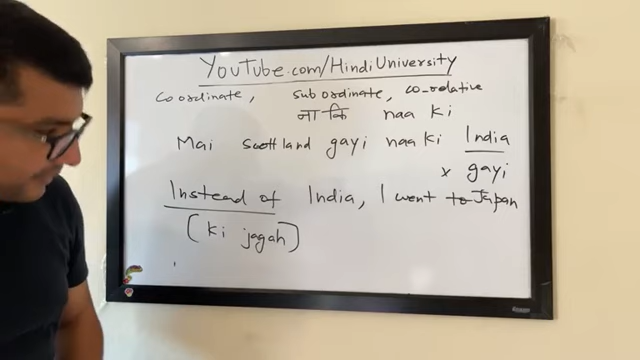 YouTube.com/HindiUniversity
Coordinate, subordinate, co-relative
ना कि naa ki
Mai scottland gayi naa ki India
x gayi
Instead of India, I went to Japan
(ki jagah)